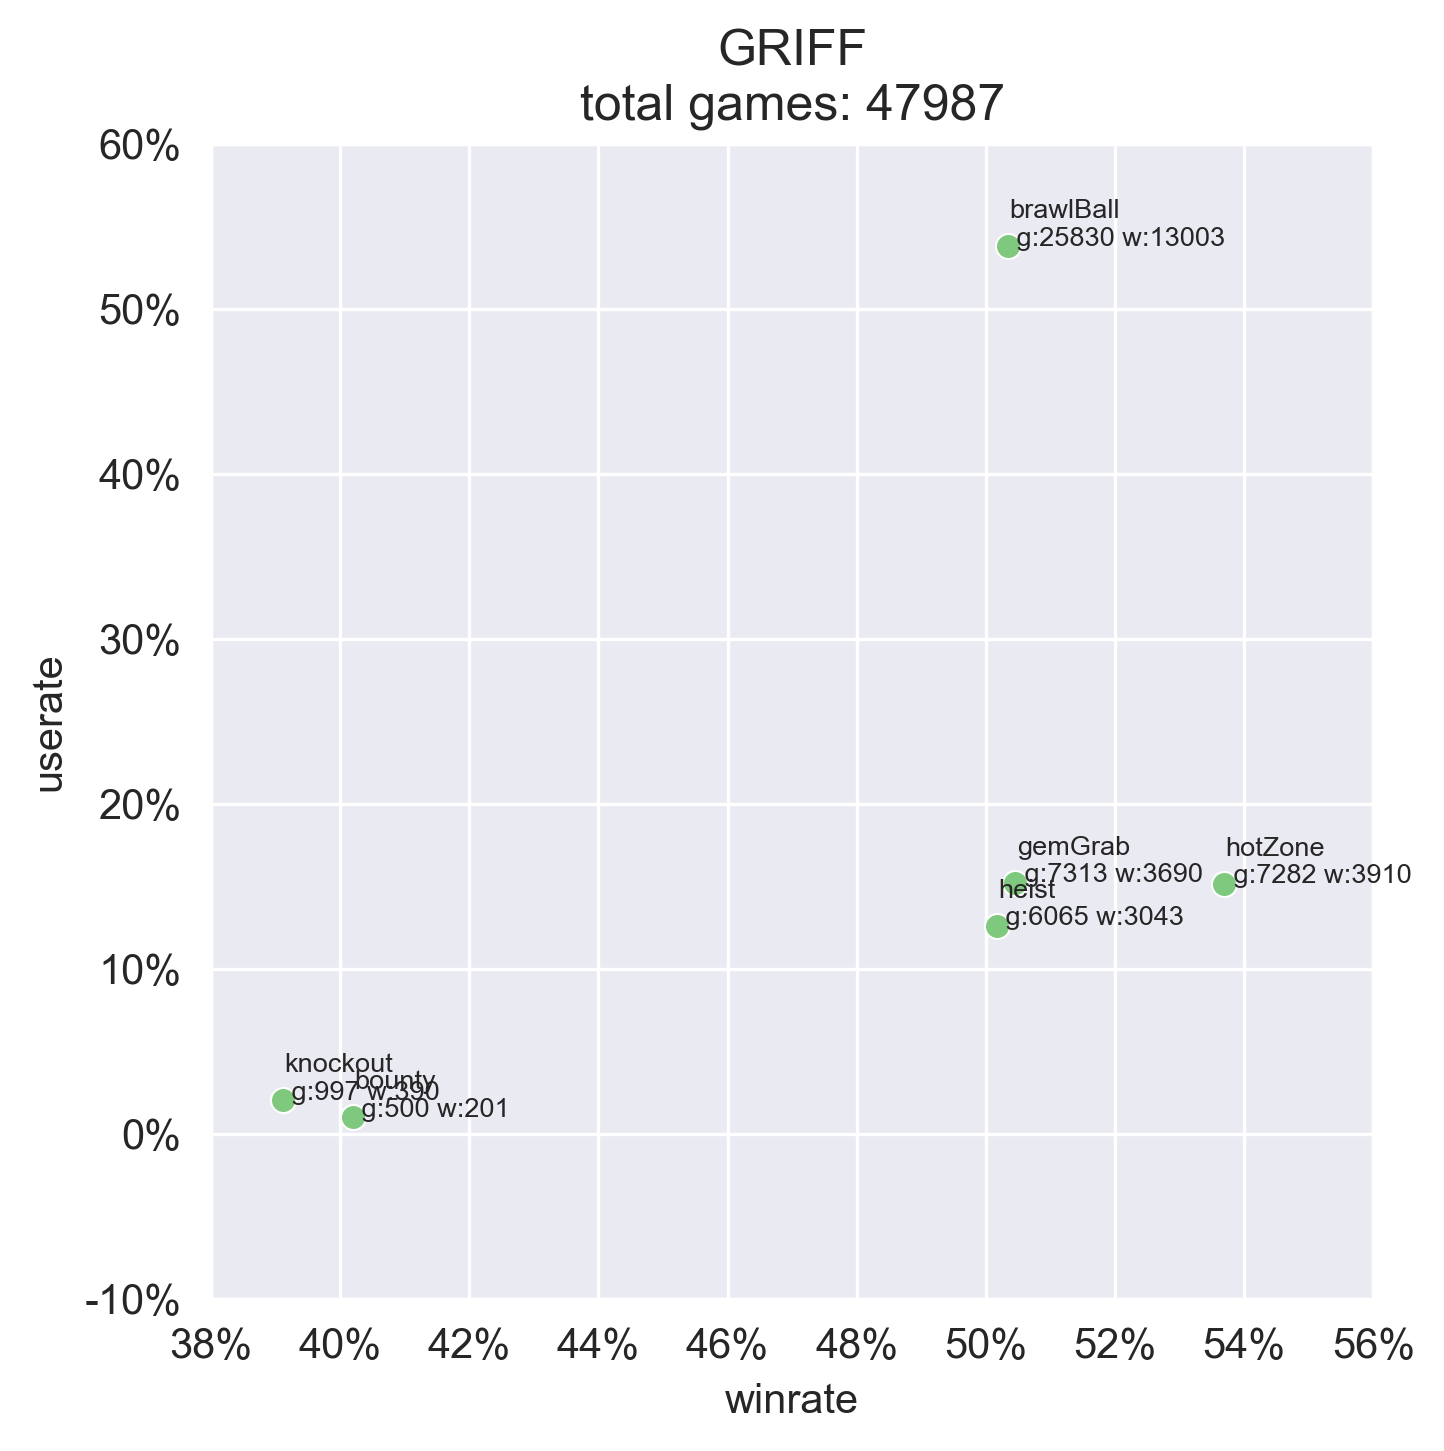 GRIFF
total games: 47987
60%
50%
40%
30%
20%
10%
0%
-10%
userate
brawlBall
g:25830 w:13003
gemGrab
g:7313 w:3690
hotZone
g:7282 w:3910
heist
g:6065 w:3043
knockout
g:997 w:390
bounty
g:500 w:201
38% 40% 42% 44% 46% 48% 50% 52% 54% 56%
winrate